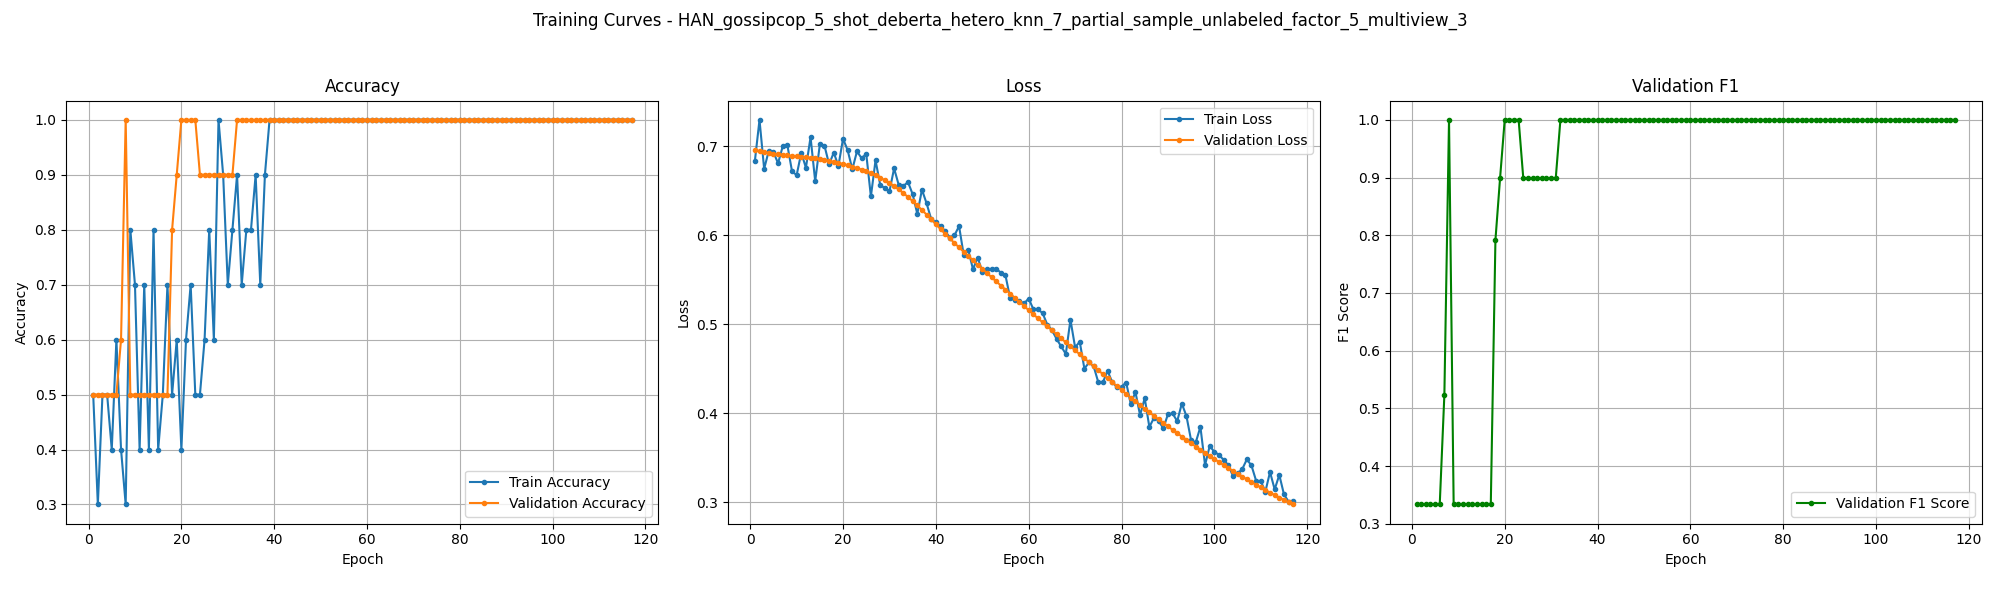 Training Curves - HAN_gossipcop_5_shot_deberta_hetero_knn_7_partial_sample_unlabeled_factor_5_multiview_3
Accuracy
1.0
0.9
0.8
0.7
0.6
0.5
0.4
0.3
Accuracy
0 20 40 60 80 100 120
Epoch
Train Accuracy
Validation Accuracy
Loss
0.7
0.6
0.5
0.4
0.3
Loss
0 20 40 60 80 100 120
Epoch
Train Loss
Validation Loss
Validation F1
1.0
0.9
0.8
0.7
0.6
0.5
0.4
0.3
F1 Score
0 20 40 60 80 100 120
Epoch
Validation F1 Score